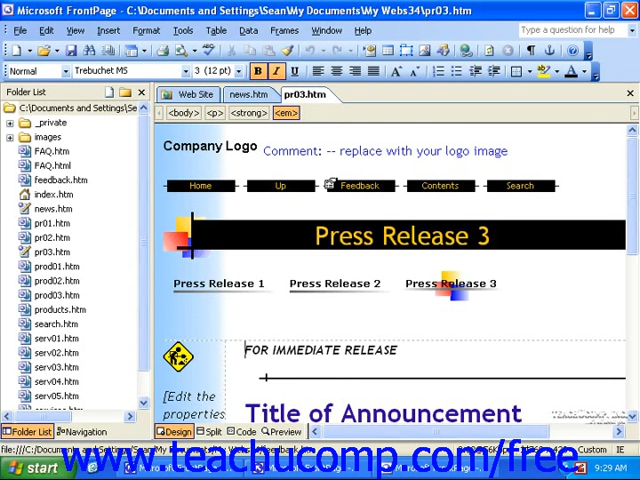 Microsoft FrontPage - C:\Documents and Settings\Sean\My Documents\My Webs34\pr03.htm
File Edit View Insert Format Tools Table Data Frames Window Help
Type a question for help
Normal Trebuchet MS 3 (12 pt) B I U
Folder List
Web Site news.htm pr03.htm
C:\Documents and Settings\Se
<body> <p> <strong> <em>
_private
images
FAQ.htm
FAQ.html
feedback.htm
index.htm
news.htm
pr01.htm
pr02.htm
pr03.htm
prod01.htm
prod02.htm
prod03.htm
products.htm
search.htm
serv01.htm
serv02.htm
serv03.htm
serv04.htm
serv05.htm
Company Logo
Comment: -- replace with your logo image
Home Up Feedback Contents Search
Press Release 3
Press Release 1 Press Release 2 Press Release 3
FOR IMMEDIATE RELEASE
[Edit the
properties
Title of Announcement
Folder List Navigation
Design Split Code Preview
www.teachucomp.com/free
start
9:29 AM